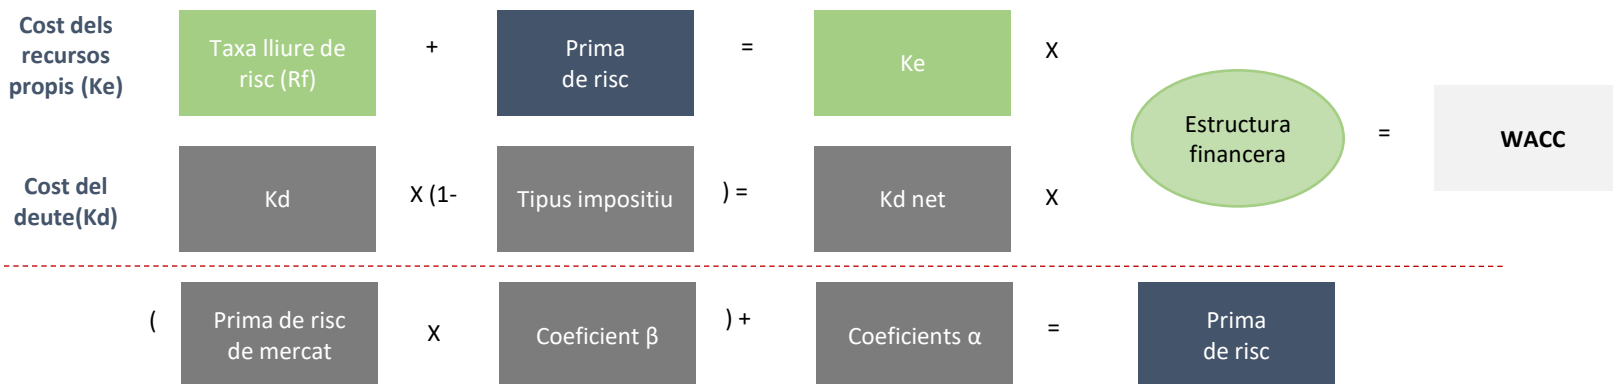 Cost dels
recursos
propis (Ke)
Taxa lliure de
risc (Rf)
+
Prima
de risc
=
Ke
X
Estructura
financera
=
WACC
Cost del
deute(Kd)
Kd
X (1-
Tipus impositiu
) =
Kd net
X
(
Prima de risc
de mercat
X
Coeficient β
) +
Coeficients α
=
Prima
de risc